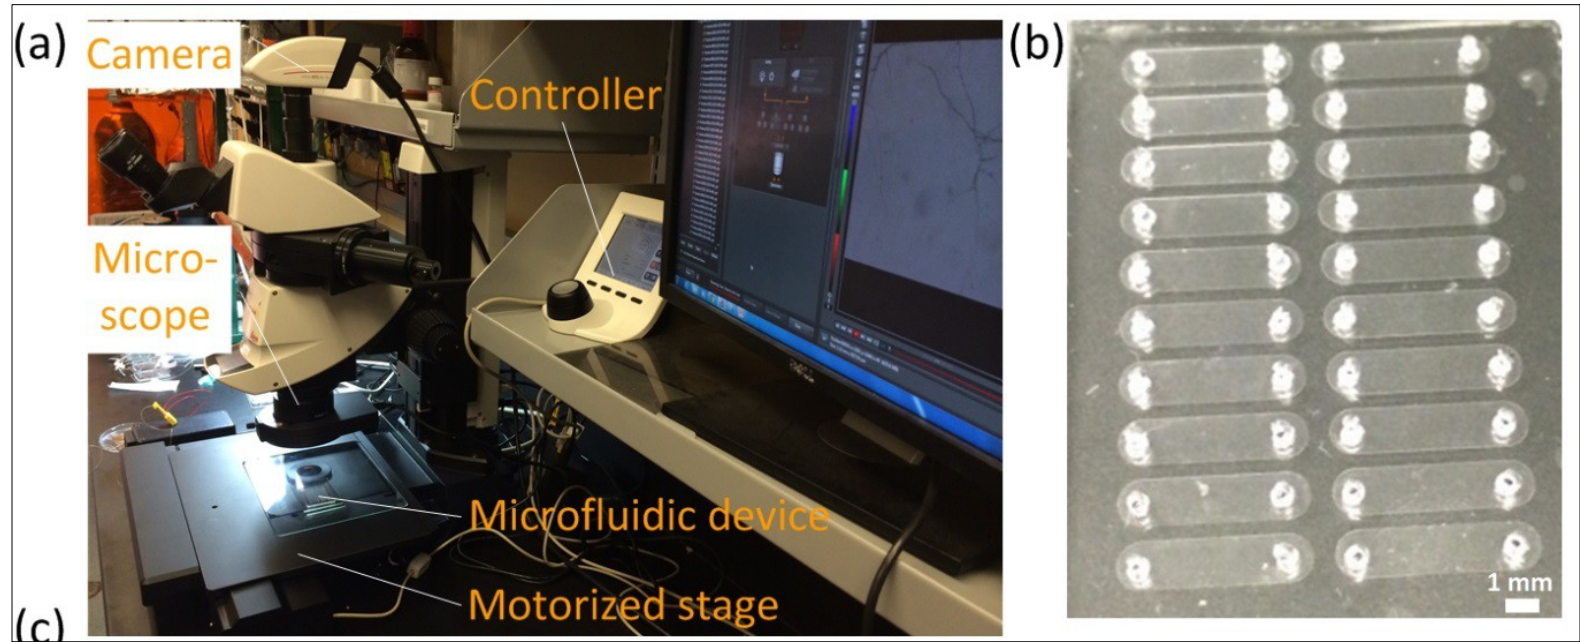 (a)
Camera
Controller
Micro-
scope
Microfluidic device
Motorized stage
(b)
1 mm
(c)